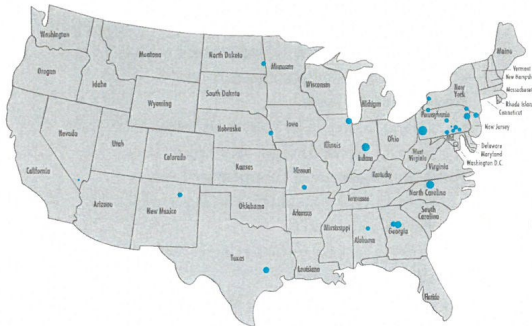 Washington
Montana
North Dakota
Minnesota
Maine
Vermont
New Hampshire
Oregon
Idaho
Wisconsin
South Dakota
New York
Massachusetts
Rhode Island
Connecticut
Michigan
Wyoming
Pennsylvania
New Jersey
Iowa
Nebraska
Nevada
Utah
Illinois
Indiana
Ohio
Delaware
Maryland
Washington D.C.
West Virginia
Virginia
Colorado
California
Kansas
Missouri
Kentucky
North Carolina
Tennessee
Arizona
New Mexico
Oklahoma
Arkansas
South Carolina
Mississippi
Alabama
Georgia
Texas
Louisiana
Florida